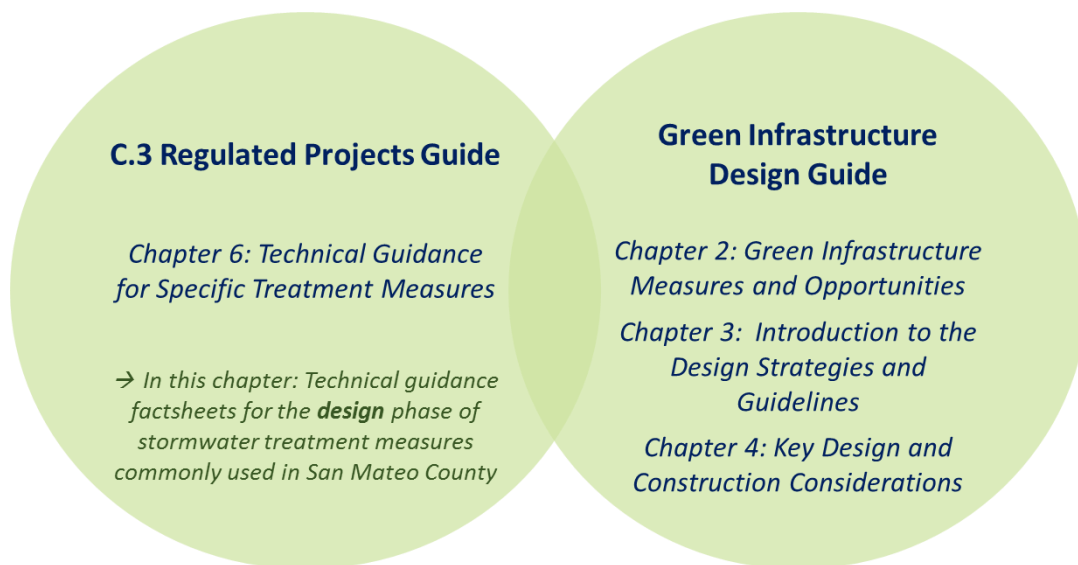 C.3 Regulated Projects Guide
Chapter 6: Technical Guidance
for Specific Treatment Measures
→ In this chapter: Technical guidance
factsheets for the design phase of
stormwater treatment measures
commonly used in San Mateo County
Green Infrastructure
Design Guide
Chapter 2: Green Infrastructure
Measures and Opportunities
Chapter 3:  Introduction to the
Design Strategies and
Guidelines
Chapter 4: Key Design and
Construction Considerations